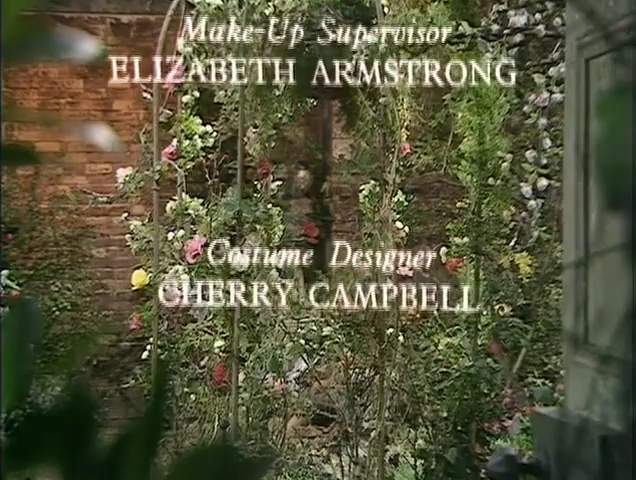 Make-Up Supervisor
ELIZABETH ARMSTRONG
Costume Designer
CHERRY CAMPBELL